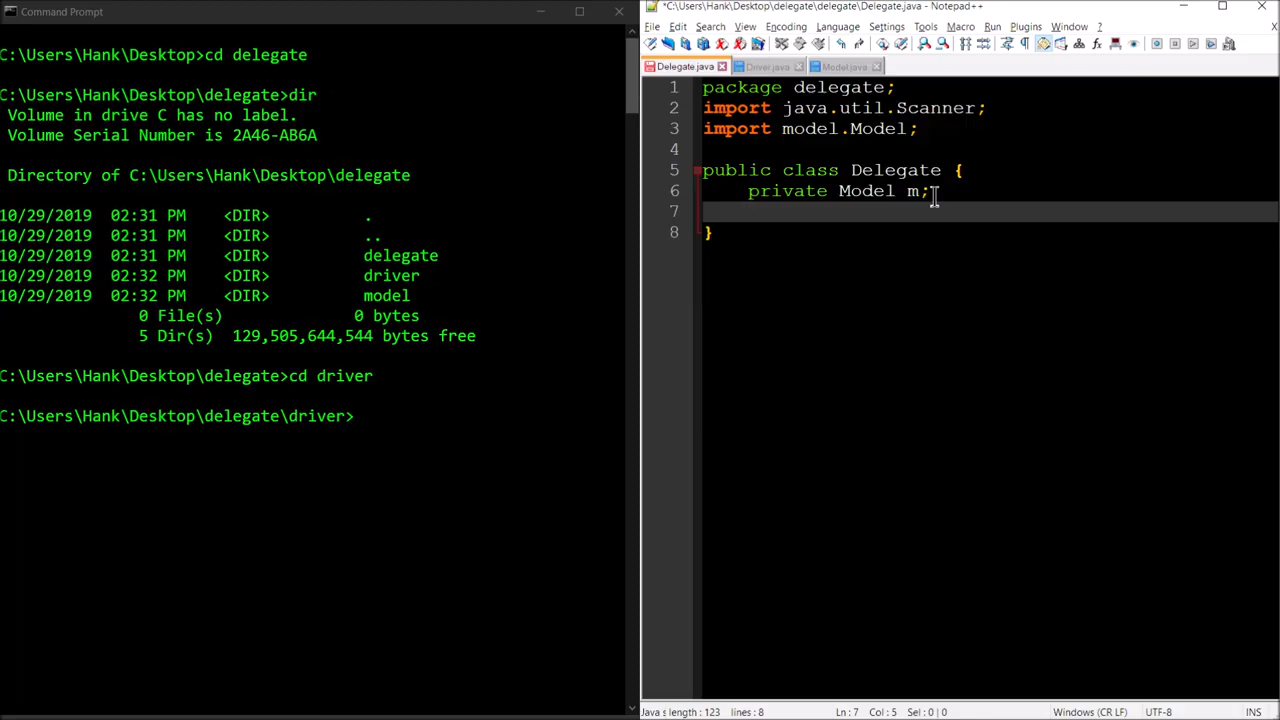 Command Prompt
C:\Users\Hank\Desktop>cd delegate
C:\Users\Hank\Desktop\delegate>dir
Volume in drive C has no label.
Volume Serial Number is 2A46-AB6A
Directory of C:\Users\Hank\Desktop\delegate
10/29/2019 02:31 PM <DIR> .
10/29/2019 02:31 PM <DIR> ..
10/29/2019 02:31 PM <DIR> delegate
10/29/2019 02:32 PM <DIR> driver
10/29/2019 02:32 PM <DIR> model
0 File(s) 0 bytes
5 Dir(s) 129,505,644,544 bytes free
C:\Users\Hank\Desktop\delegate>cd driver
C:\Users\Hank\Desktop\delegate\driver>
*C:\Users\Hank\Desktop\delegate\delegate\Delegate.java - Notepad++
File Edit Search View Encoding Language Settings Tools Macro Run Plugins Window ? X
Delegate.java Driver.java Model.java
1 package delegate;
2 import java.util.Scanner;
3 import model.Model;
4
5 public class Delegate {
6 private Model m;
7
8 }
Java s length : 123 lines : 8 Ln : 7 Col : 5 Sel : 0 | 0 Windows (CR LF) UTF-8 INS